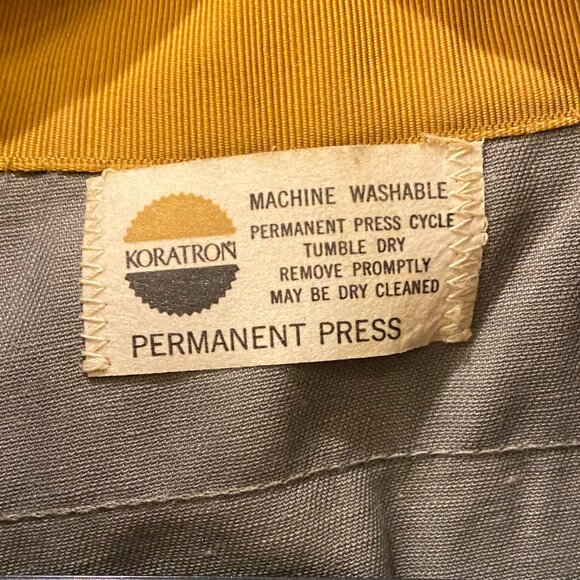 KORATRON
MACHINE WASHABLE
PERMANENT PRESS CYCLE
TUMBLE DRY
REMOVE PROMPTLY
MAY BE DRY CLEANED
PERMANENT PRESS